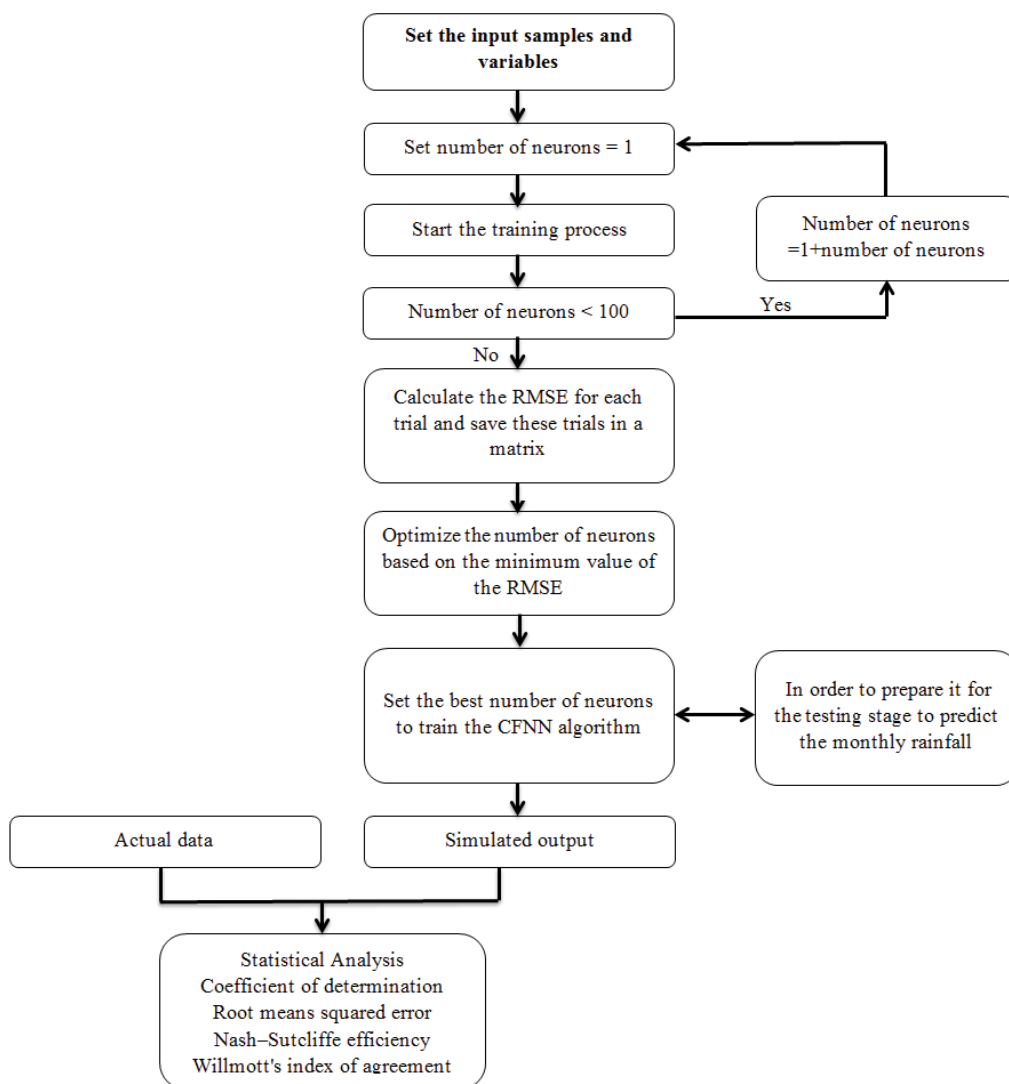 Set the input samples and
variables
Set number of neurons = 1
Start the training process
Number of neurons
=1+number of neurons
Number of neurons < 100
Yes
No
Calculate the RMSE for each
trial and save these trials in a
matrix
Optimize the number of neurons
based on the minimum value of
the RMSE
Set the best number of neurons
to train the CFNN algorithm
In order to prepare it for
the testing stage to predict
the monthly rainfall
Actual data
Simulated output
Statistical Analysis
Coefficient of determination
Root means squared error
Nash–Sutcliffe efficiency
Willmott's index of agreement